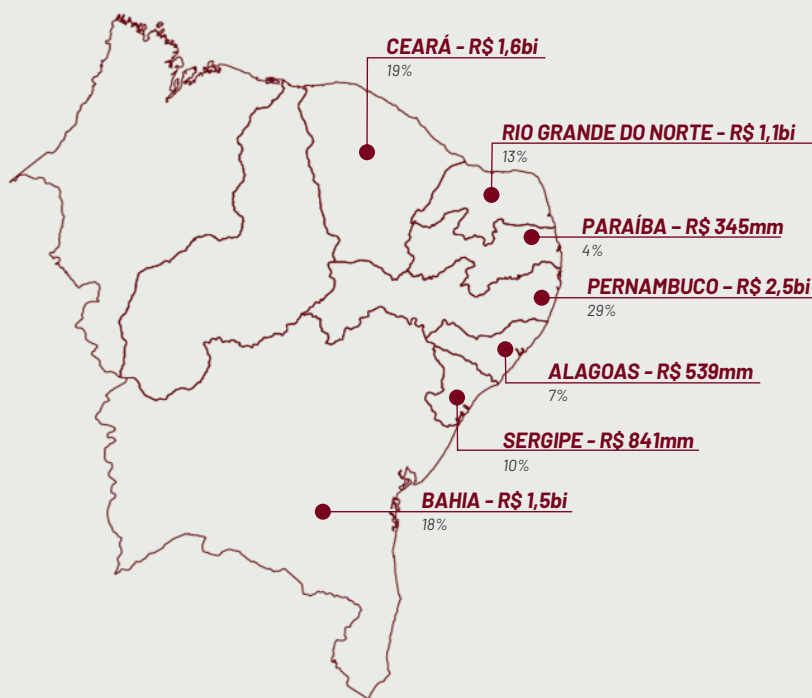 CEARÁ - R$ 1,6bi
19%
RIO GRANDE DO NORTE - R$ 1,1bi
13%
PARAÍBA - R$ 345mm
4%
PERNAMBUCO - R$ 2,5bi
29%
ALAGOAS - R$ 539mm
7%
SERGIPE - R$ 841mm
10%
BAHIA - R$ 1,5bi
18%